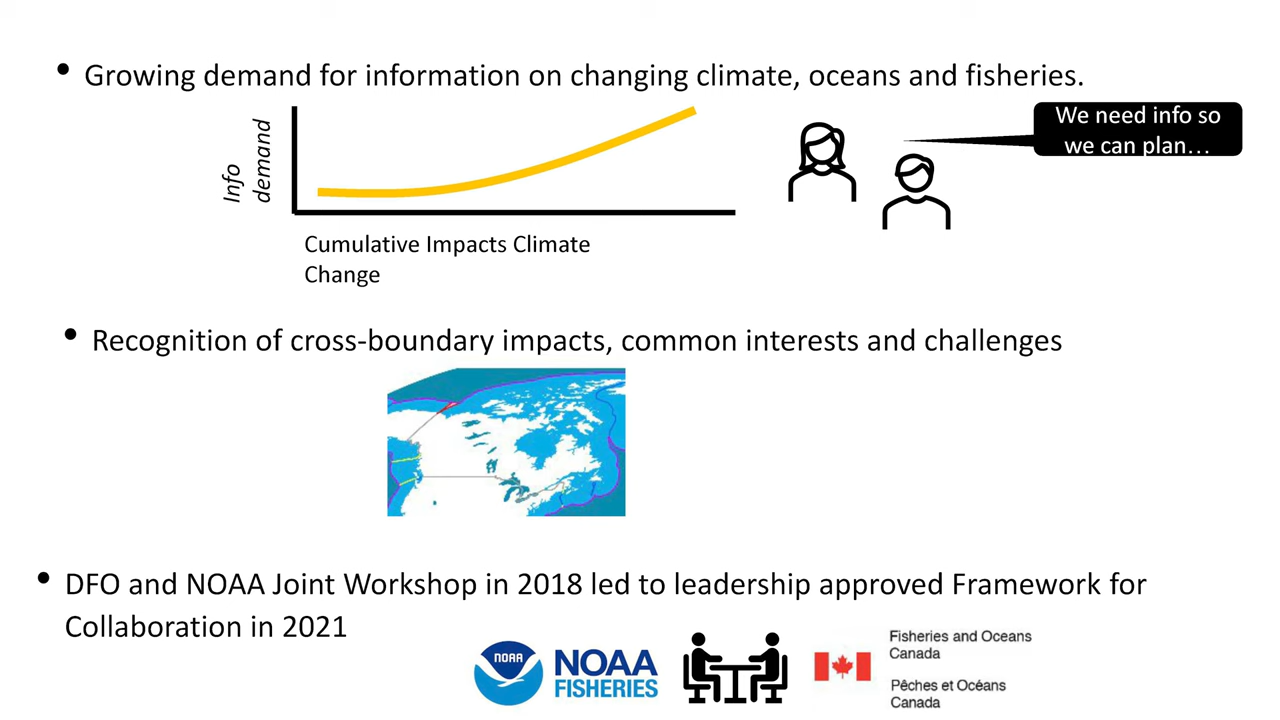 • Growing demand for information on changing climate, oceans and fisheries.
Info
demand
We need info so
we can plan…
Cumulative Impacts Climate
Change
• Recognition of cross-boundary impacts, common interests and challenges
• DFO and NOAA Joint Workshop in 2018 led to leadership approved Framework for
Collaboration in 2021
NOAA
NOAA
FISHERIES
Fisheries and Oceans
Canada
Pêches et Océans
Canada